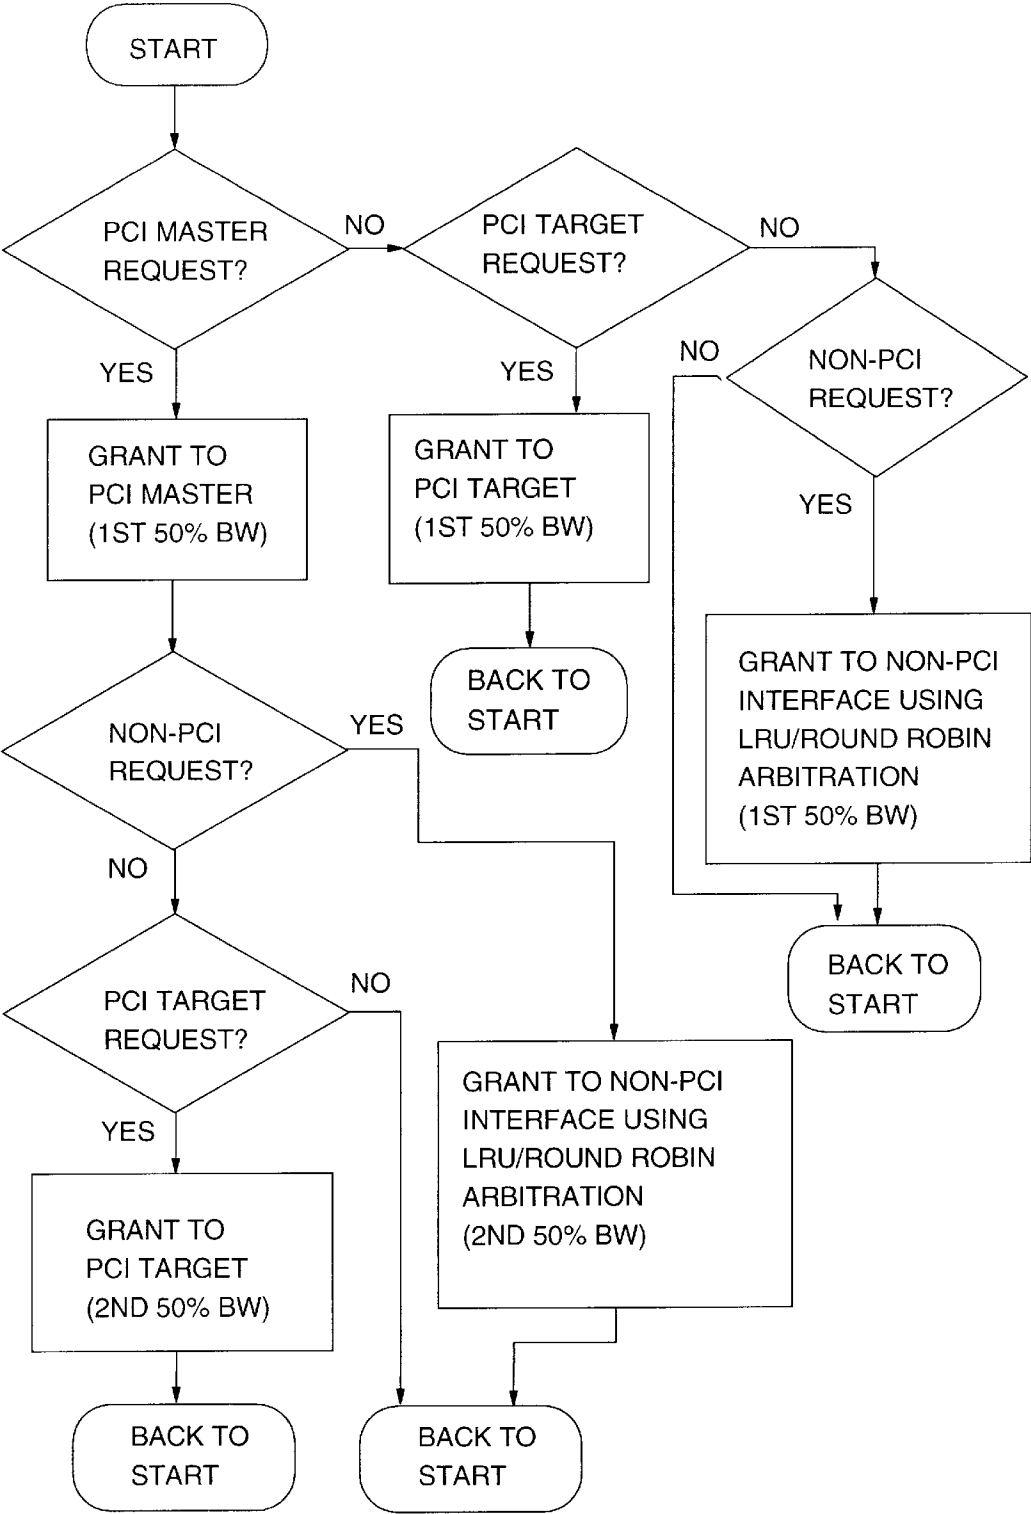 START
PCI MASTER
REQUEST?
NO
PCI TARGET
REQUEST?
NO
YES
YES
NO
NON-PCI
REQUEST?
YES
GRANT TO
PCI MASTER
(1ST 50% BW)
GRANT TO
PCI TARGET
(1ST 50% BW)
BACK TO
START
GRANT TO NON-PCI
INTERFACE USING
LRU/ROUND ROBIN
ARBITRATION
(1ST 50% BW)
NON-PCI
REQUEST?
YES
NO
BACK TO
START
PCI TARGET
REQUEST?
NO
YES
GRANT TO NON-PCI
INTERFACE USING
LRU/ROUND ROBIN
ARBITRATION
(2ND 50% BW)
GRANT TO
PCI TARGET
(2ND 50% BW)
BACK TO
START
BACK TO
START